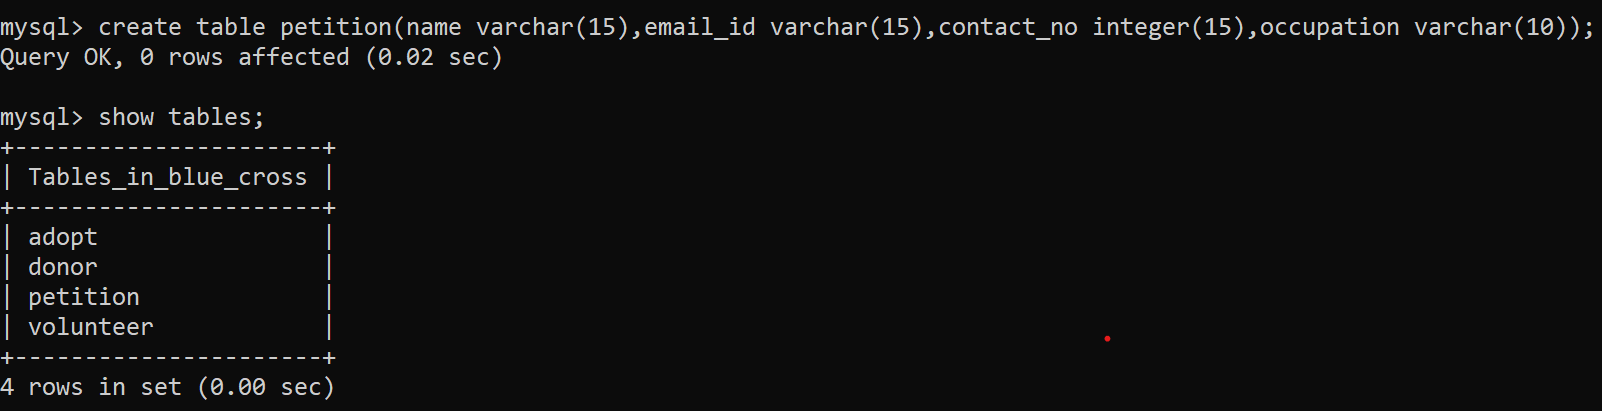 mysql> create table petition(name varchar(15),email_id varchar(15),contact_no integer(15),occupation varchar(10));
Query OK, 0 rows affected (0.02 sec)

mysql> show tables;
+----------------------+
| Tables_in_blue_cross |
+----------------------+
| adopt                |
| donor                |
| petition             |
| volunteer            |
+----------------------+
4 rows in set (0.00 sec)